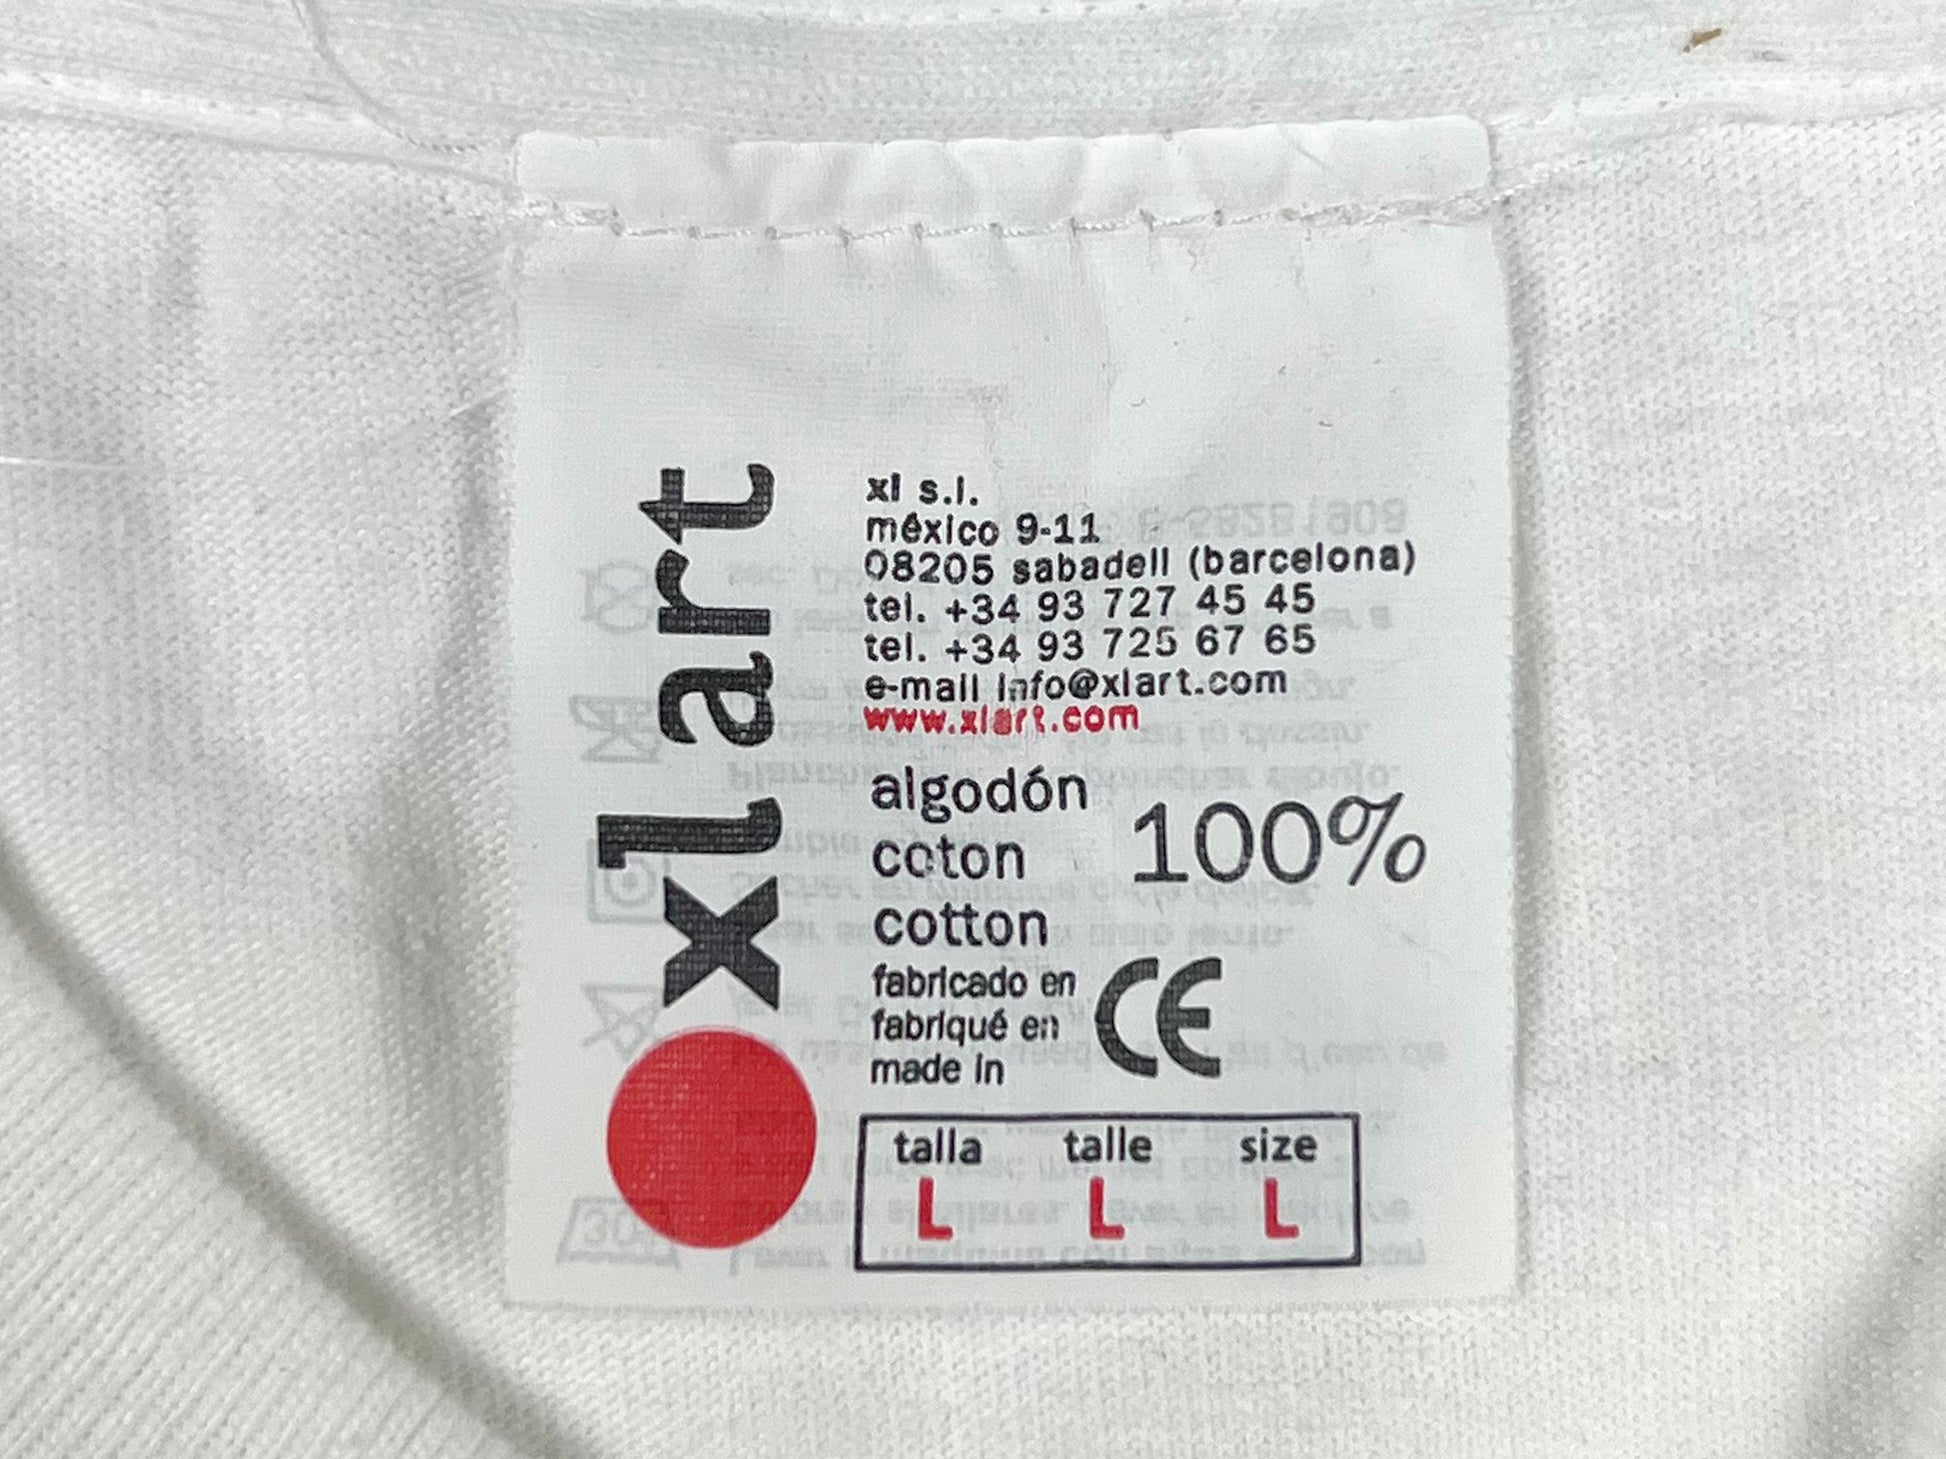 xlart
xl s.l.
méxico 9-11
08205 sabadell (barcelona)
tel. +34 93 727 45 45
tel. +34 93 725 67 65
e-mail info@xlart.com
www.xlart.com
algodón
coton 100%
cotton
fabricado en
fabriqué en CE
made in
talla talle size
L L L